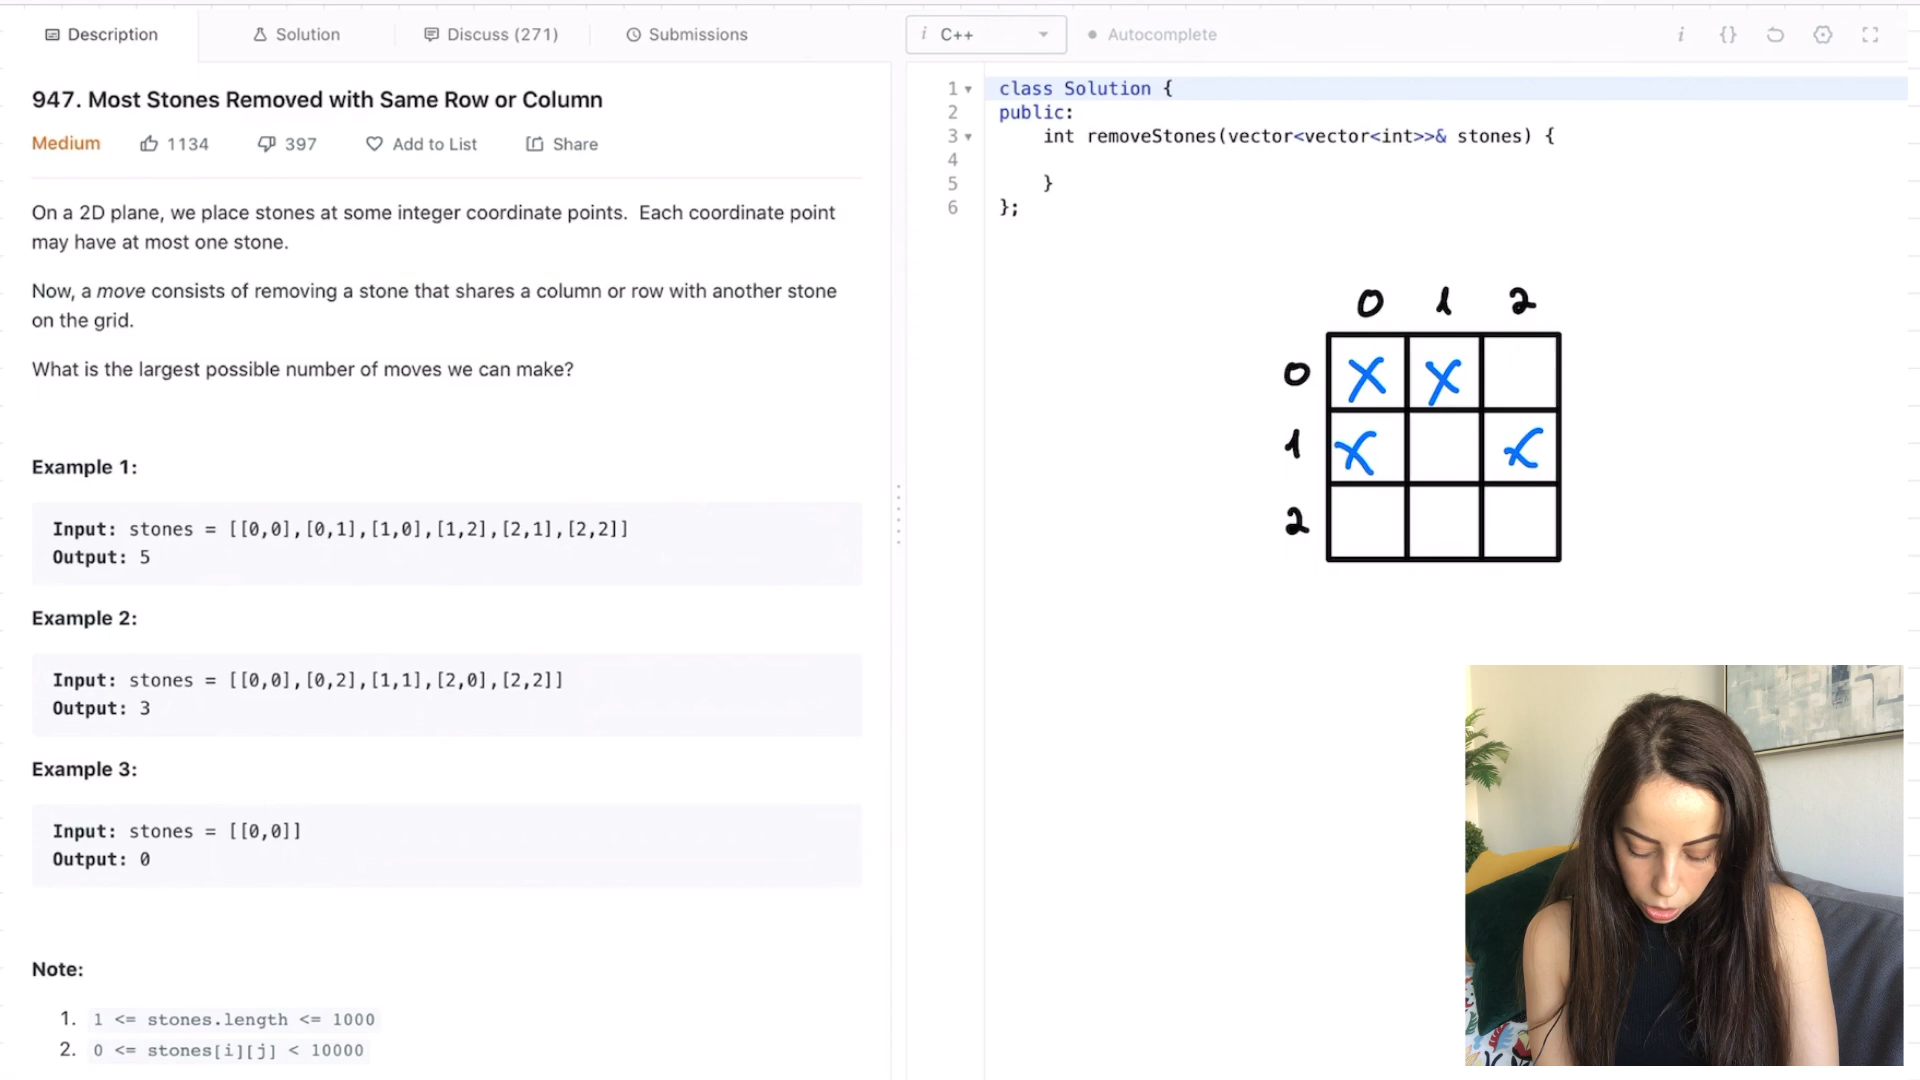 Description
Solution
Discuss (271)
Submissions
i C++
Autocomplete
i {}
947. Most Stones Removed with Same Row or Column
Medium 1134 397 Add to List Share
On a 2D plane, we place stones at some integer coordinate points. Each coordinate point
may have at most one stone.
Now, a move consists of removing a stone that shares a column or row with another stone
on the grid.
What is the largest possible number of moves we can make?
Example 1:
Input: stones = [[0,0],[0,1],[1,0],[1,2],[2,1],[2,2]]
Output: 5
Example 2:
Input: stones = [[0,0],[0,2],[1,1],[2,0],[2,2]]
Output: 3
Example 3:
Input: stones = [[0,0]]
Output: 0
Note:
1. 1 <= stones.length <= 1000
2. 0 <= stones[i][j] < 10000
1 class Solution {
2 public:
3 int removeStones(vector<vector<int>>& stones) {
4
5 }
6 };
0 1 2
0 X X
1 X X
2